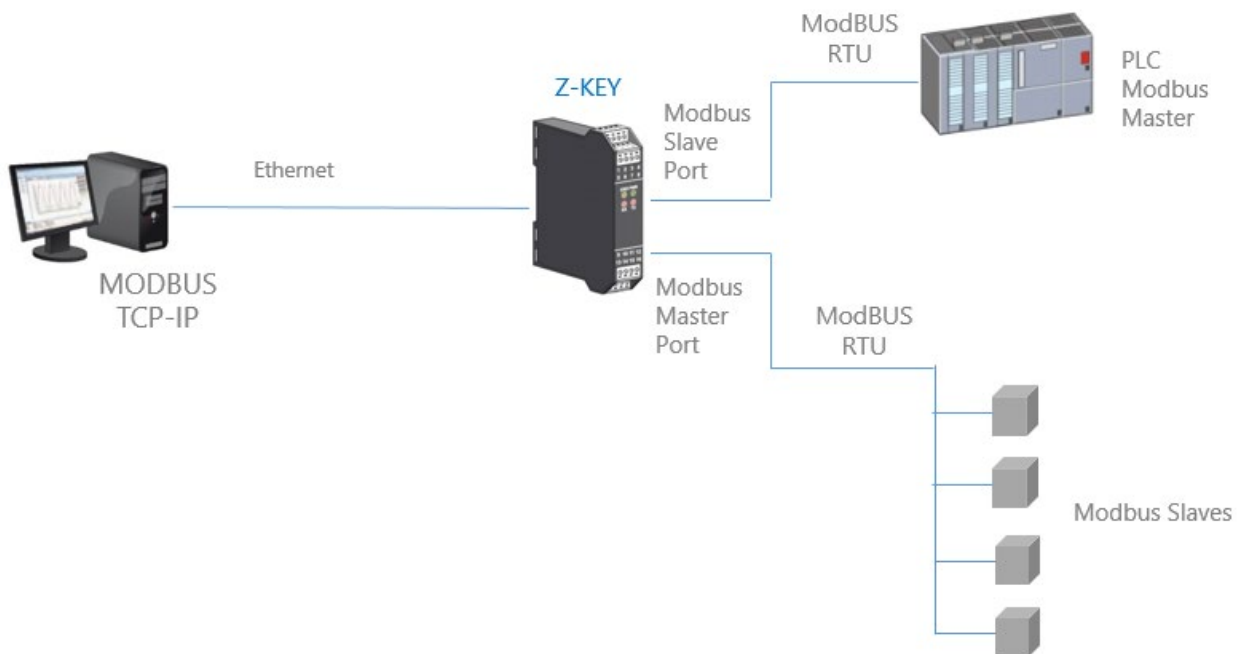 ModBUS
RTU
PLC
Modbus
Master
Z-KEY
Modbus
Slave
Port
Ethernet
MODBUS
TCP-IP
Modbus
Master
Port
ModBUS
RTU
Modbus Slaves